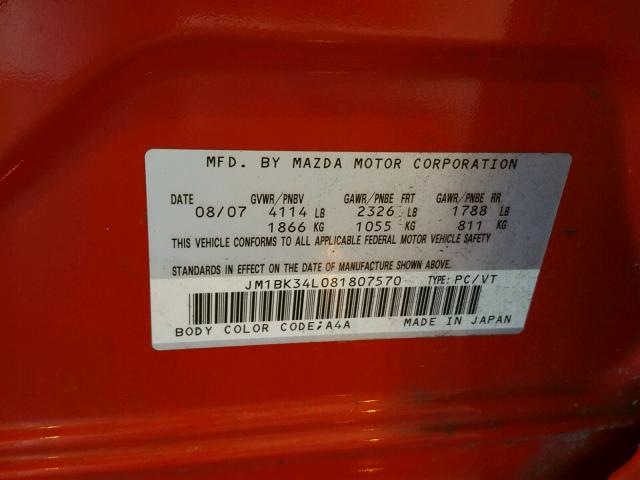 MFD. BY MAZDA MOTOR CORPORATION
DATE GVWR/PNBV GAWR/PNBE FRT GAWR/PNBE RR
08/07 4114 LB 2326 LB 1788 LB
1866 KG 1055 KG 811 KG
THIS VEHICLE CONFORMS TO ALL APPLICABLE FEDERAL MOTOR VEHICLE SAFETY
STANDARDS IN EFFECT ON THE DATE OF MANUFACTURE SHOWN ABOVE.
JM1BK34L081807570 TYPE: PC/VT
BODY COLOR CODE;A4A MADE IN JAPAN